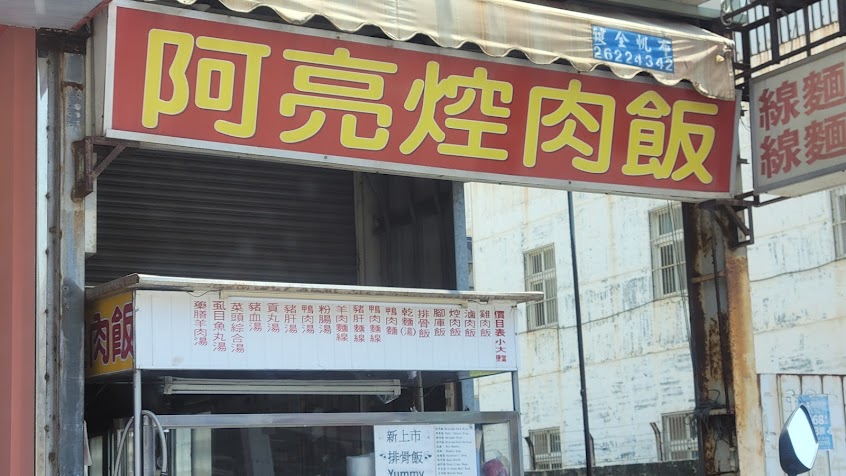 發全帆布
26224342
阿亮焢肉飯
線麵
線麵
肉飯
價目表 小 大
雞肉飯
滷肉飯
焢肉飯
腳庫飯
排骨飯
乾麵(湯)
鴨肉麵
鴨肉麵線
豬肝麵線
羊肉麵線
粉腸湯
鴨肉湯
豬肝湯
貢丸湯
豬血湯
菜頭綜合湯
虱目魚丸湯
藥膳羊肉湯
新上市
排骨飯
Yummy